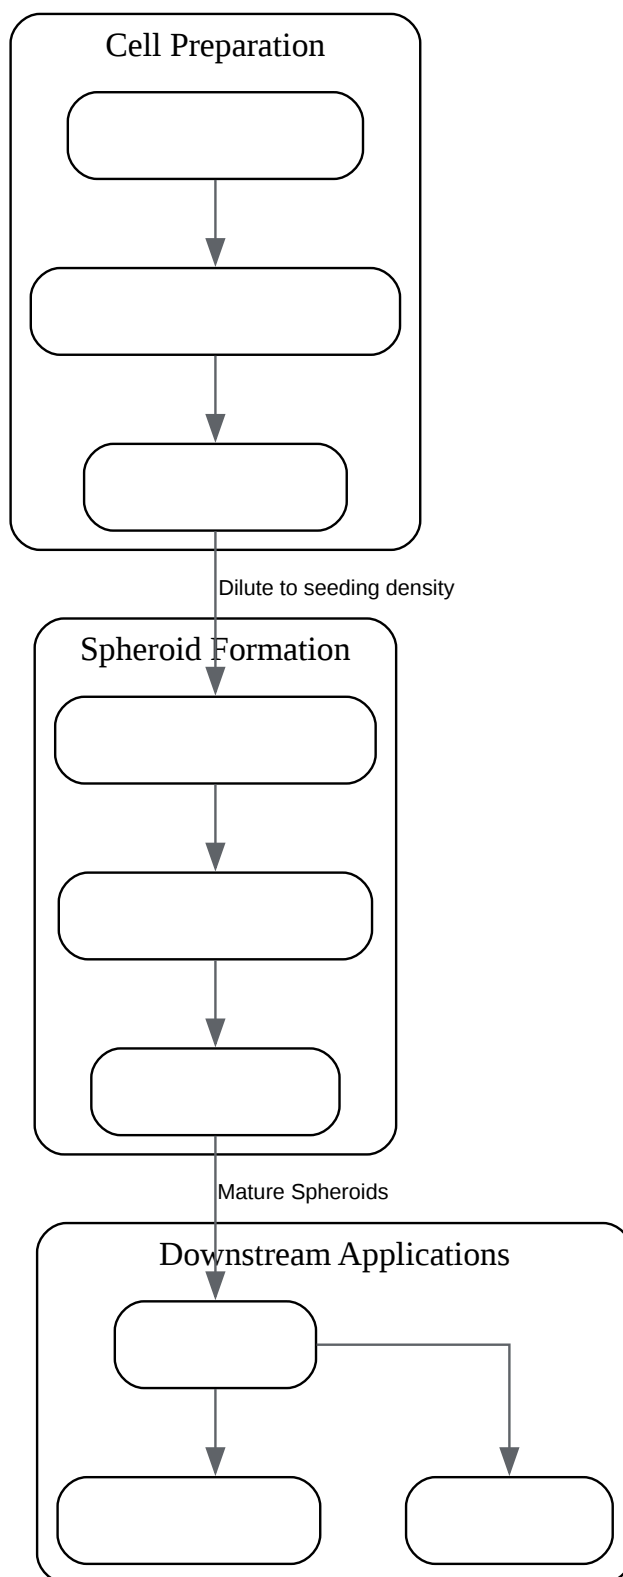 Cell Preparation
Dilute to seeding density
Spheroid Formation
Mature Spheroids
Downstream Applications